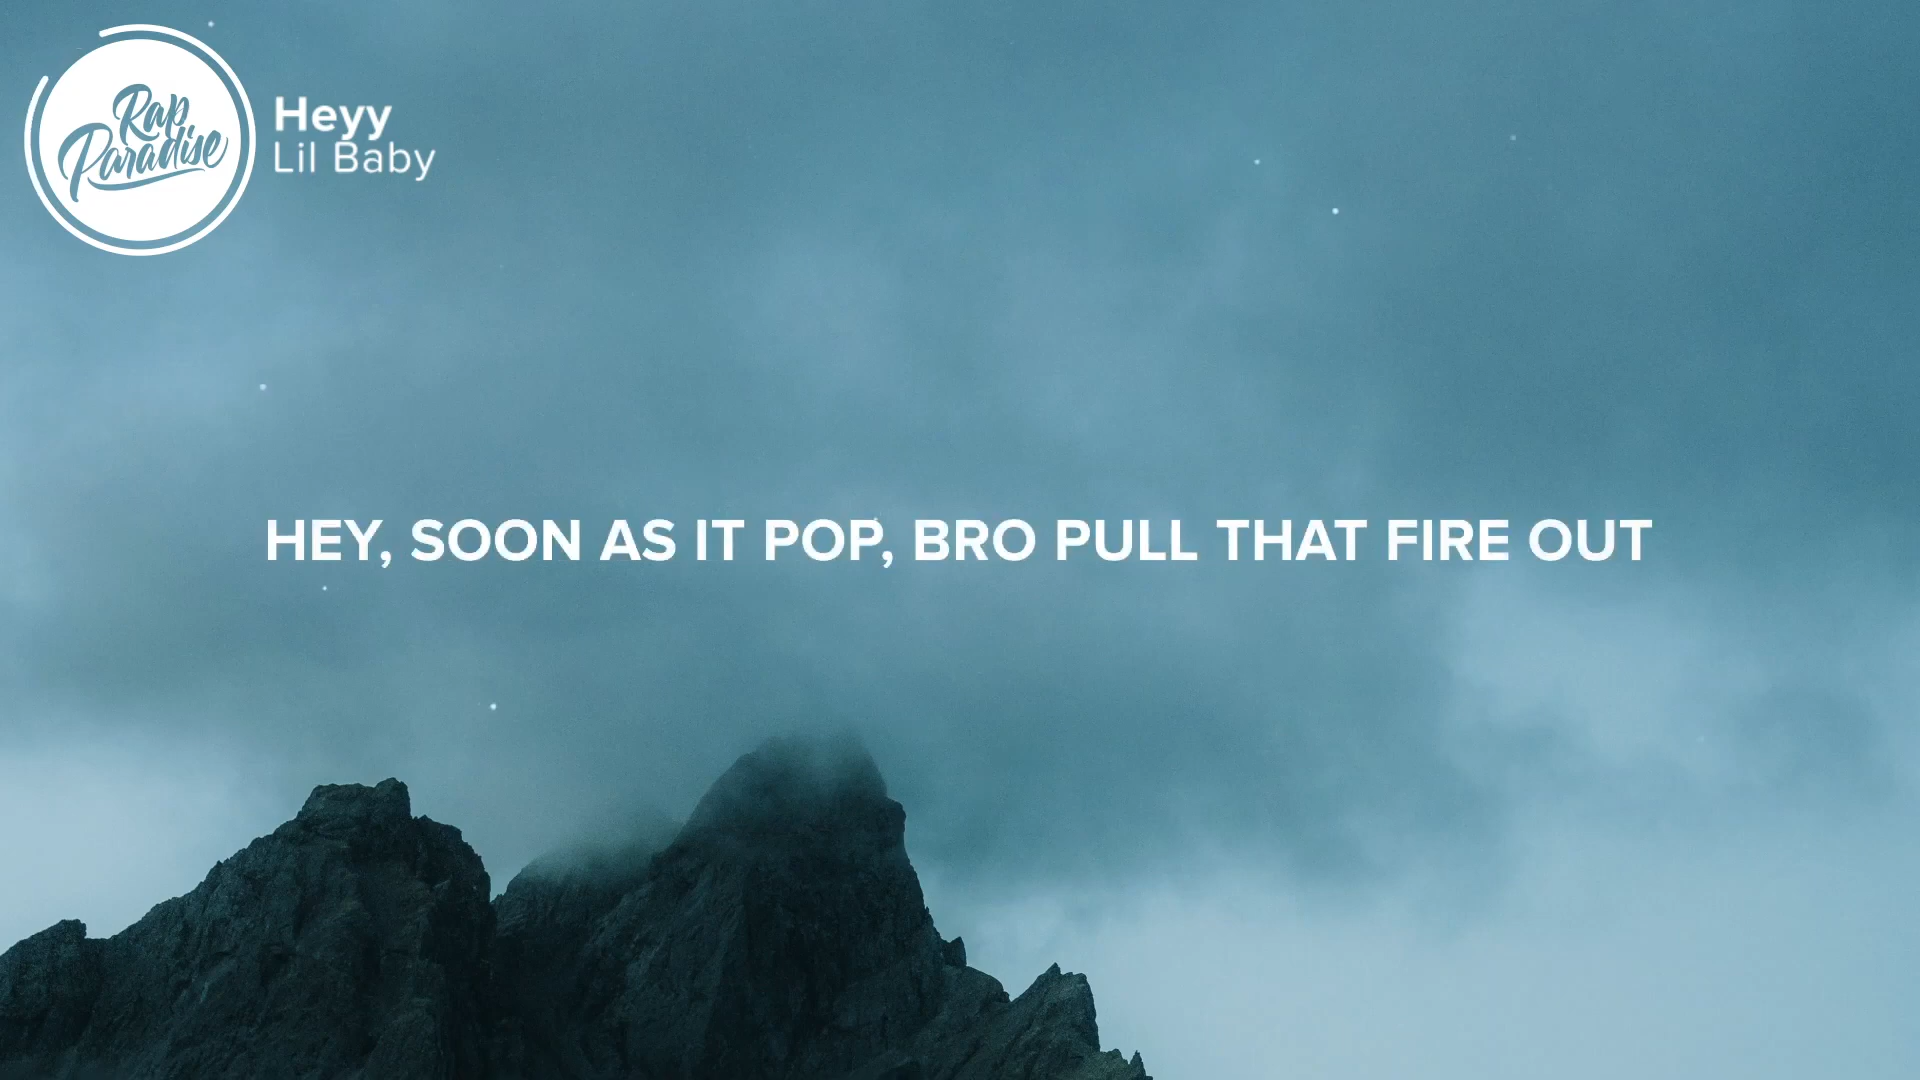 Rap
Paradise
Heyy
Lil Baby
HEY, SOON AS IT POP, BRO PULL THAT FIRE OUT